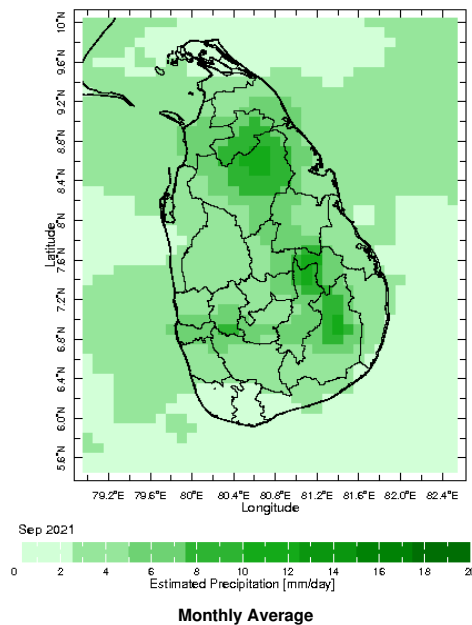 10°N
9.6°N
9.2°N
8.8°N
8.4°N
8°N
7.6°N
7.2°N
6.8°N
6.4°N
6.0°N
5.6°N
Latitude
79.2°E 79.6°E 80°E 80.4°E 80.8°E 81.2°E 81.6°E 82.0°E 82.4°E
Longitude
Sep 2021
0 2 4 6 8 10 12 14 16 18 20
Estimated Precipitation [mm/day]
Monthly Average